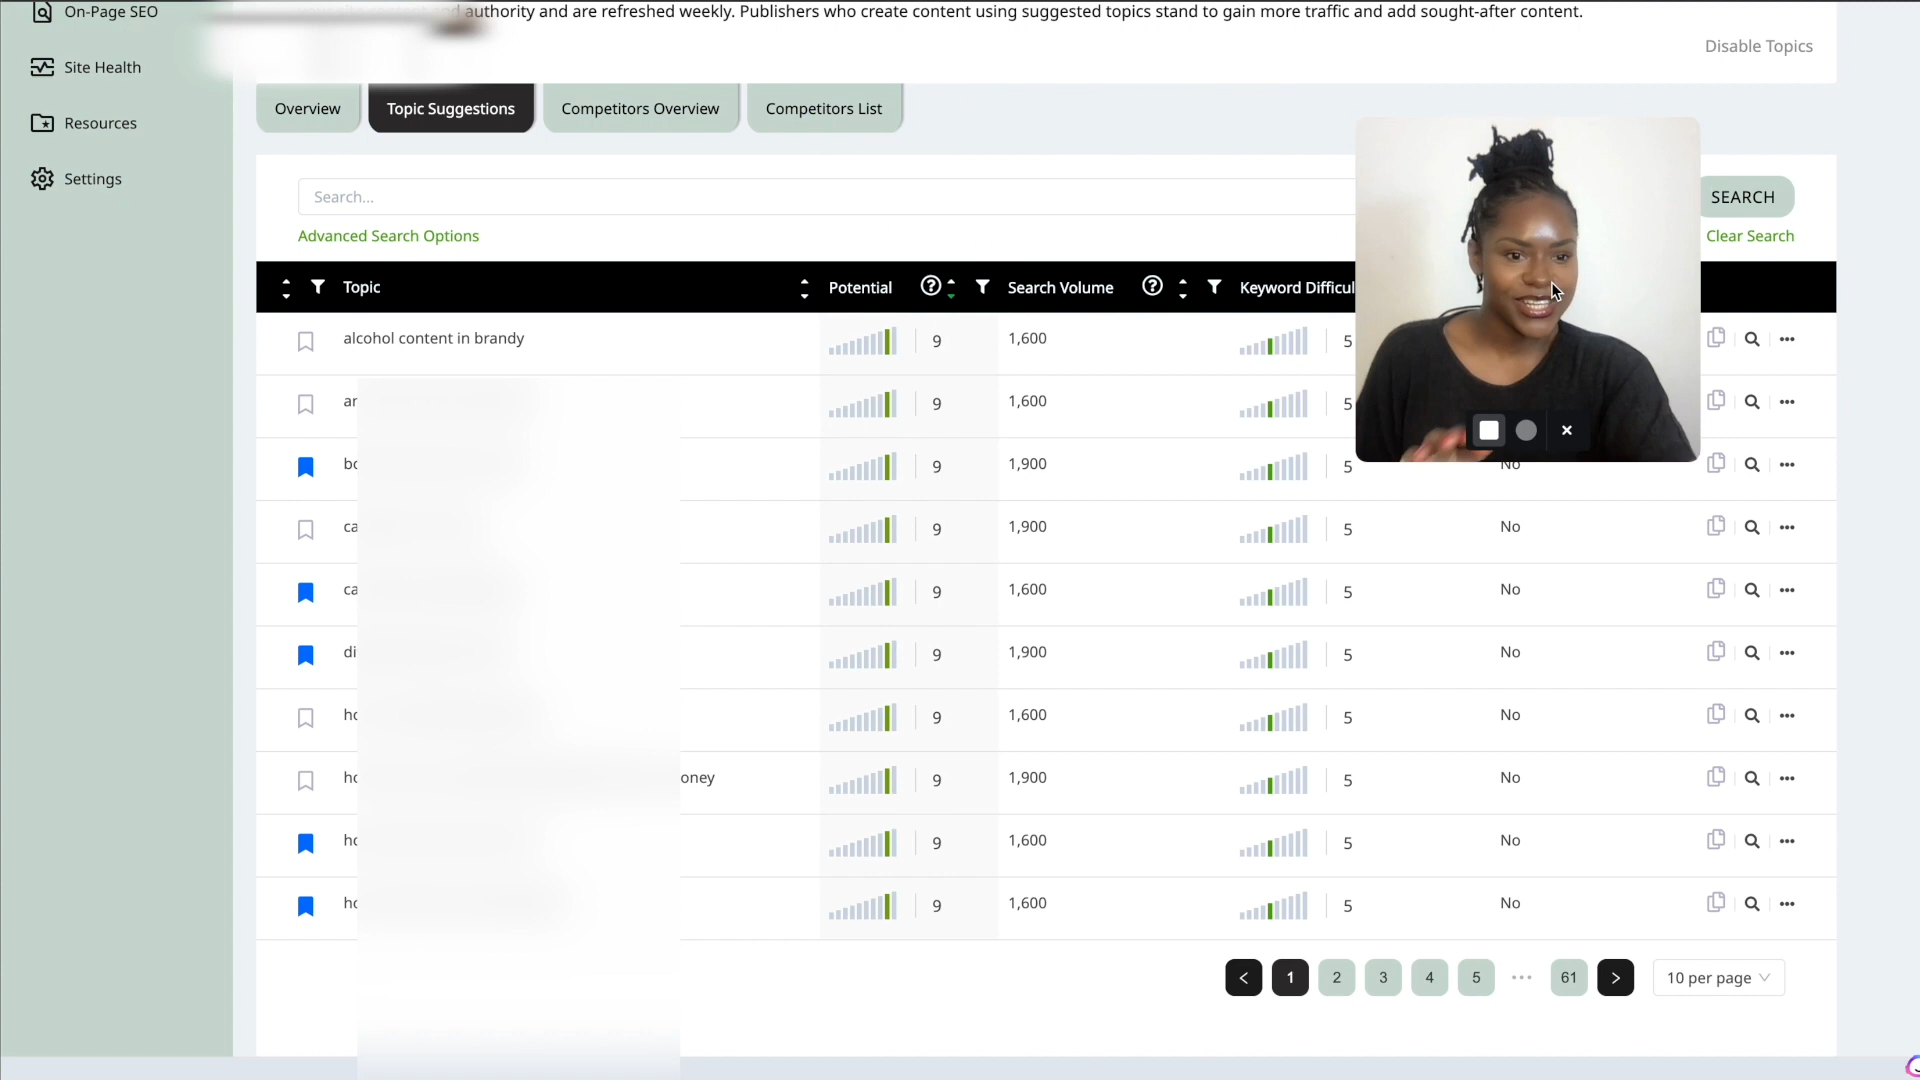 On-Page SEO
and authority and are refreshed weekly. Publishers who create content using suggested topics stand to gain more traffic and add sought-after content.
Disable Topics
Site Health
Resources
Settings
Overview
Topic Suggestions
Competitors Overview
Competitors List
Search...
SEARCH
Advanced Search Options
Clear Search
Topic Potential ? Search Volume ? Keyword Difficul
alcohol content in brandy 9 1,600 5
ar 9 1,600 5
bo 9 1,900 5 No
ca 9 1,900 5 No
ca 9 1,600 5 No
di 9 1,900 5 No
ho 9 1,600 5 No
ho oney 9 1,900 5 No
ho 9 1,600 5 No
ho 9 1,600 5 No
< 1 2 3 4 5 ••• 61 > 10 per page